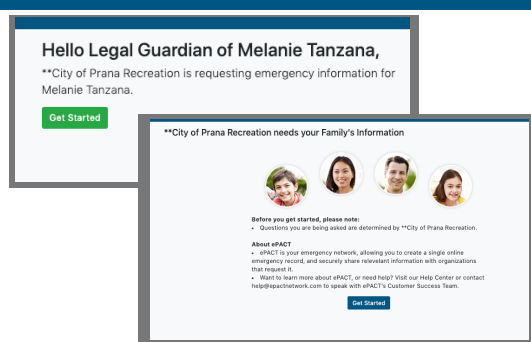 Hello Legal Guardian of Melanie Tanzana,
**City of Prana Recreation is requesting emergency information for
Melanie Tanzana.
Get Started
**City of Prana Recreation needs your Family's Information
Before you get started, please note:
• Questions you are being asked are determined by **City of Prana Recreation.
About ePACT
• ePACT is your emergency network, allowing you to create a single online
emergency record, and securely share relevelant information with organizations
that request it.
• Want to learn more about ePACT, or need help? Visit our Help Center or contact
help@epactnetwork.com to speak with ePACT's Customer Success Team.
Get Started